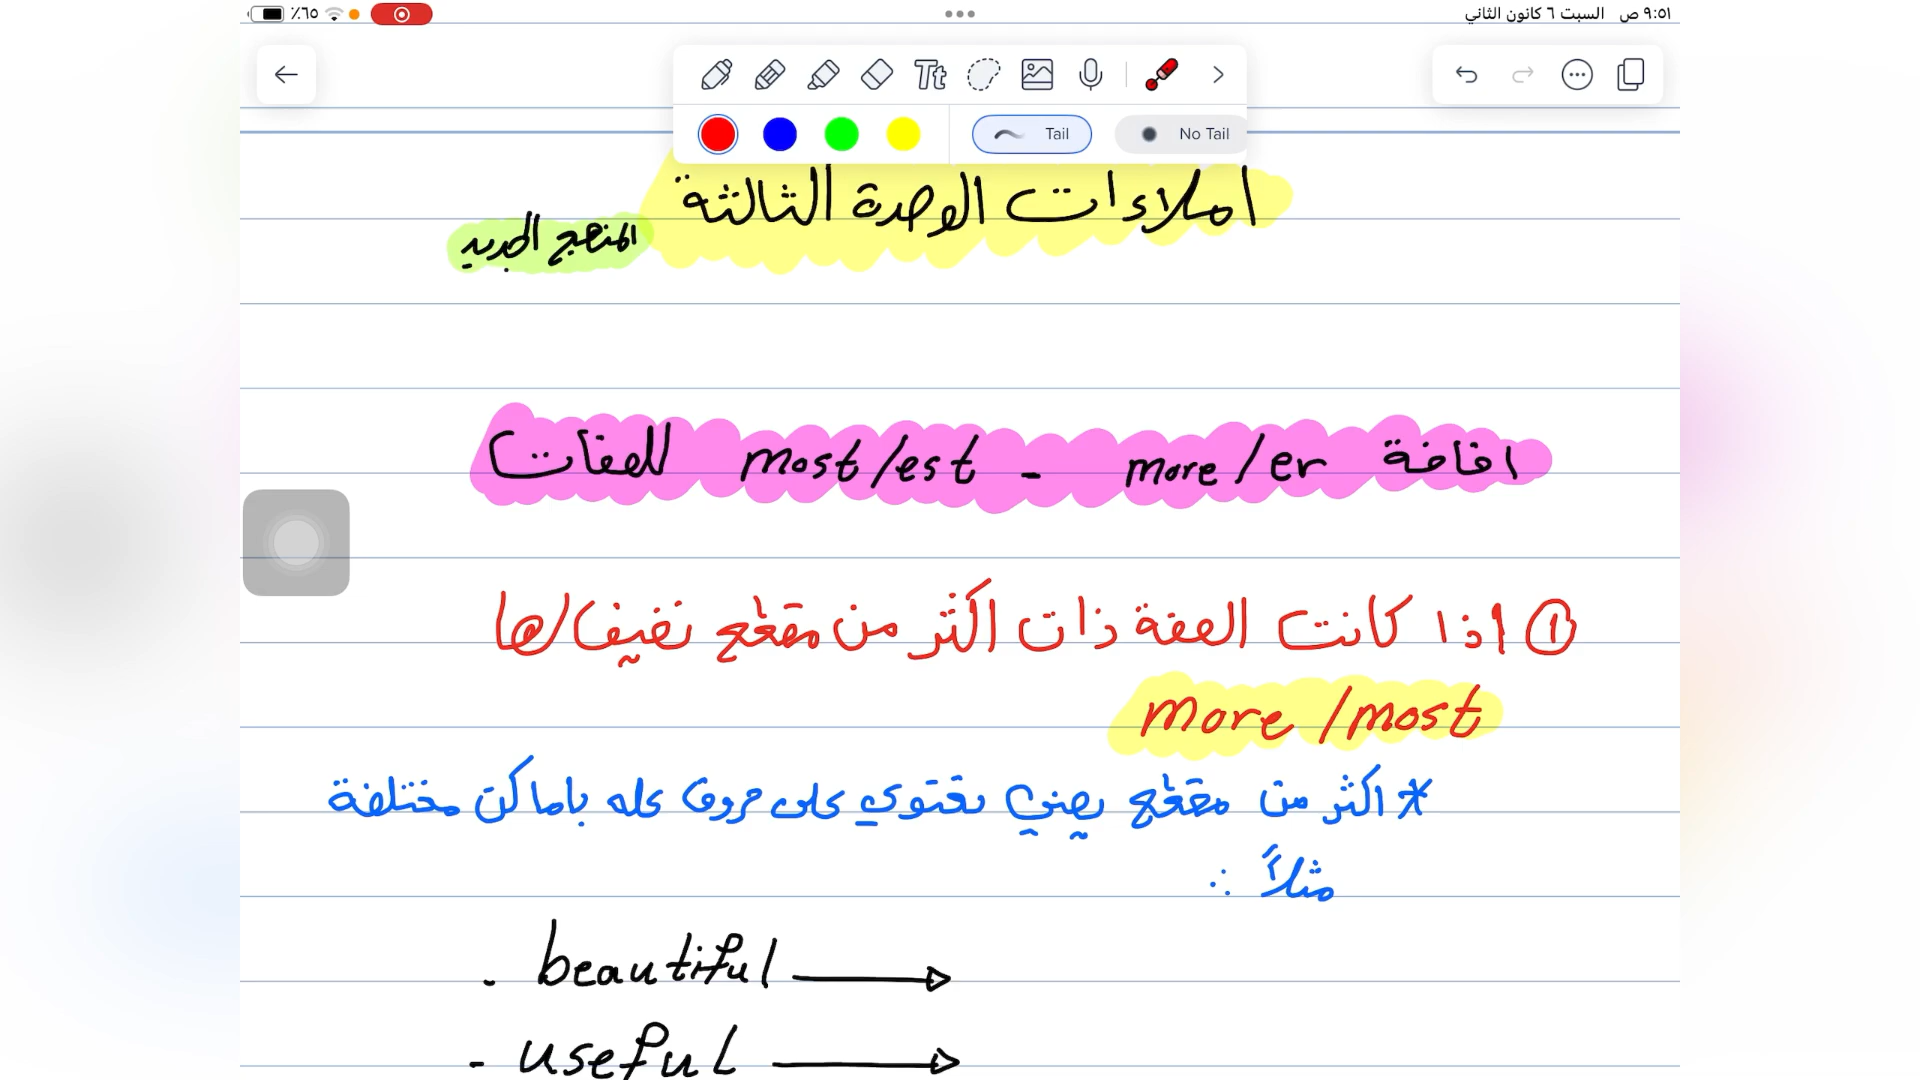 ٩:٥١ ص السبت ٦ كانون الثاني
٪٦٥
Tail
No Tail
املاءات الوحدة الثالثة
المنهج الجديد
اضافة more/er - most/est للصفات
① اذا كانت الصفة ذات اكثر من مقطع نضيف لها
more/most
* اكثر من مقطع يعني تحتوي على حروف عله باماكن مختلفة
مثلاً :.
- beautiful →
- useful →